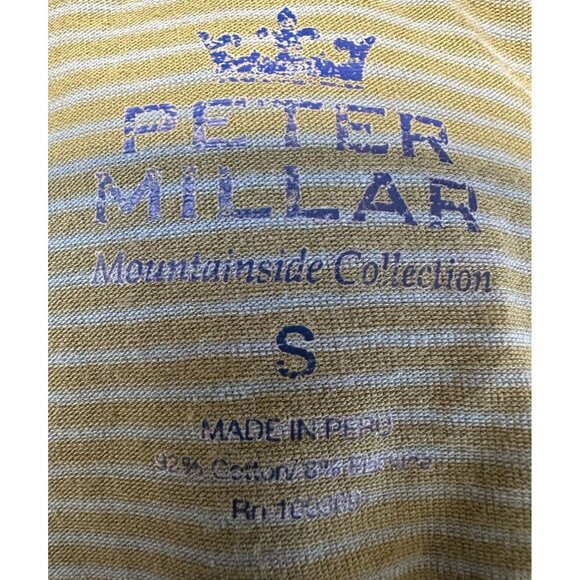 PETER
MILLAR
Mountainside Collection
S
MADE IN PERU
92% Cotton/8%
Rn